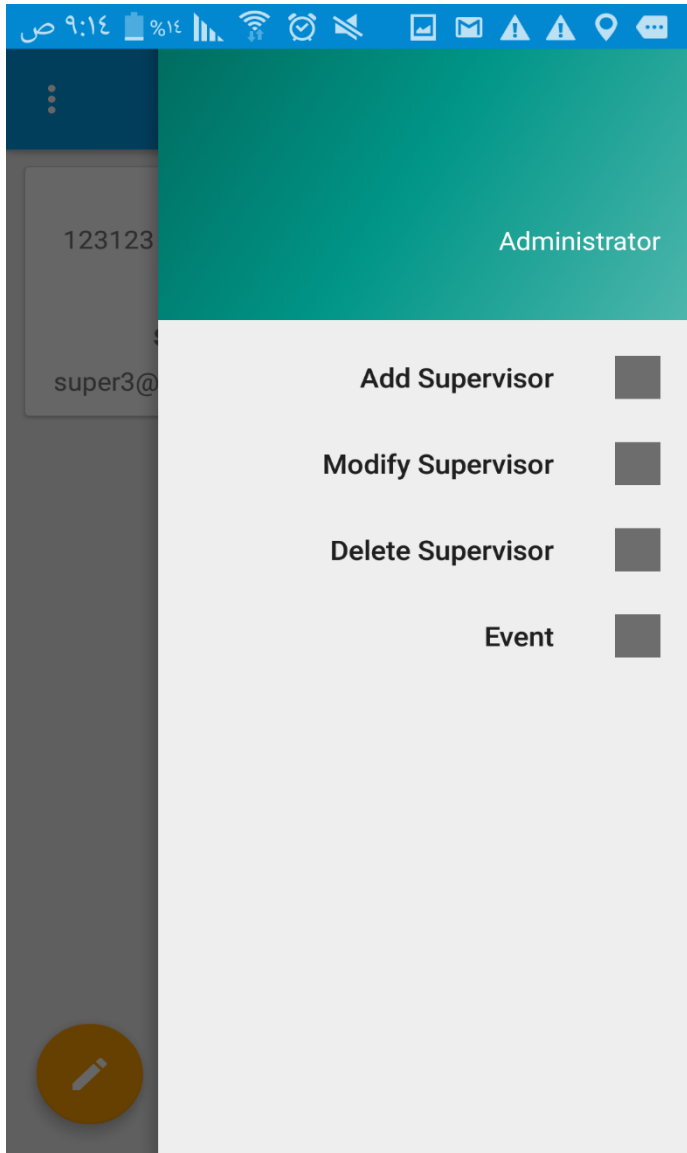 ٩:١٤ ص
%١٤
Administrator
123123
super3@
Add Supervisor
Modify Supervisor
Delete Supervisor
Event